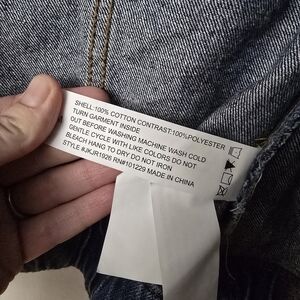 SHELL:100% COTTON CONTRAST:100%POLYESTER
TURN GARMENT INSIDE
OUT BEFORE WASHING MACHINE WASH COLD
GENTLE CYCLE WITH LIKE COLORS DO NOT
BLEACH HANG TO DRY DO NOT IRON
STYLE #JKJR1926 RN#101229 MADE IN CHINA